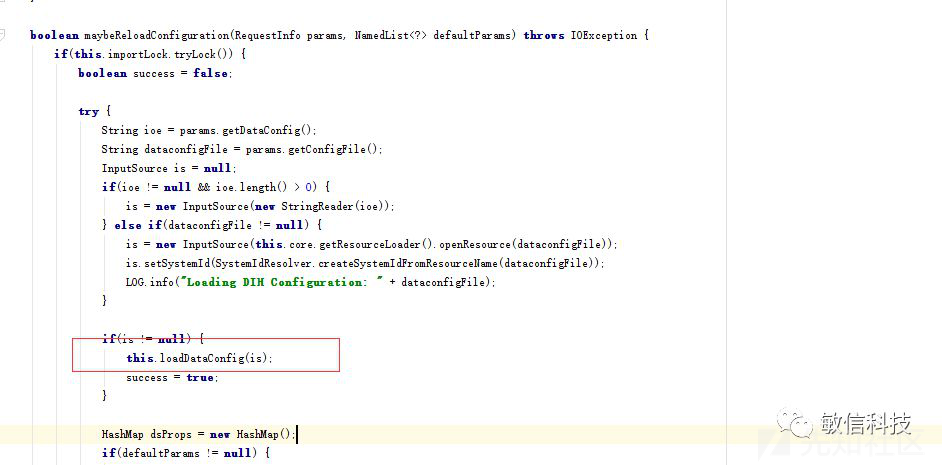 boolean maybeReloadConfiguration(RequestInfo params, NamedList<?> defaultParams) throws IOException {
if(this.importLock.tryLock()) {
boolean success = false;
try {
String ioe = params.getDataConfig();
String dataconfigFile = params.getConfigFile();
InputSource is = null;
if(ioe != null && ioe.length() > 0) {
is = new InputSource(new StringReader(ioe));
} else if(dataconfigFile != null) {
is = new InputSource(this.core.getResourceLoader().openResource(dataconfigFile));
is.setSystemId(SystemIdResolver.createSystemIdFromResourceName(dataconfigFile));
LOG.info("Loading DIH Configuration: " + dataconfigFile);
}
if(is != null) {
this.loadDataConfig(is);
success = true;
}
HashMap dsProps = new HashMap();
if(defaultParams != null) {
敏信科技
先知社区